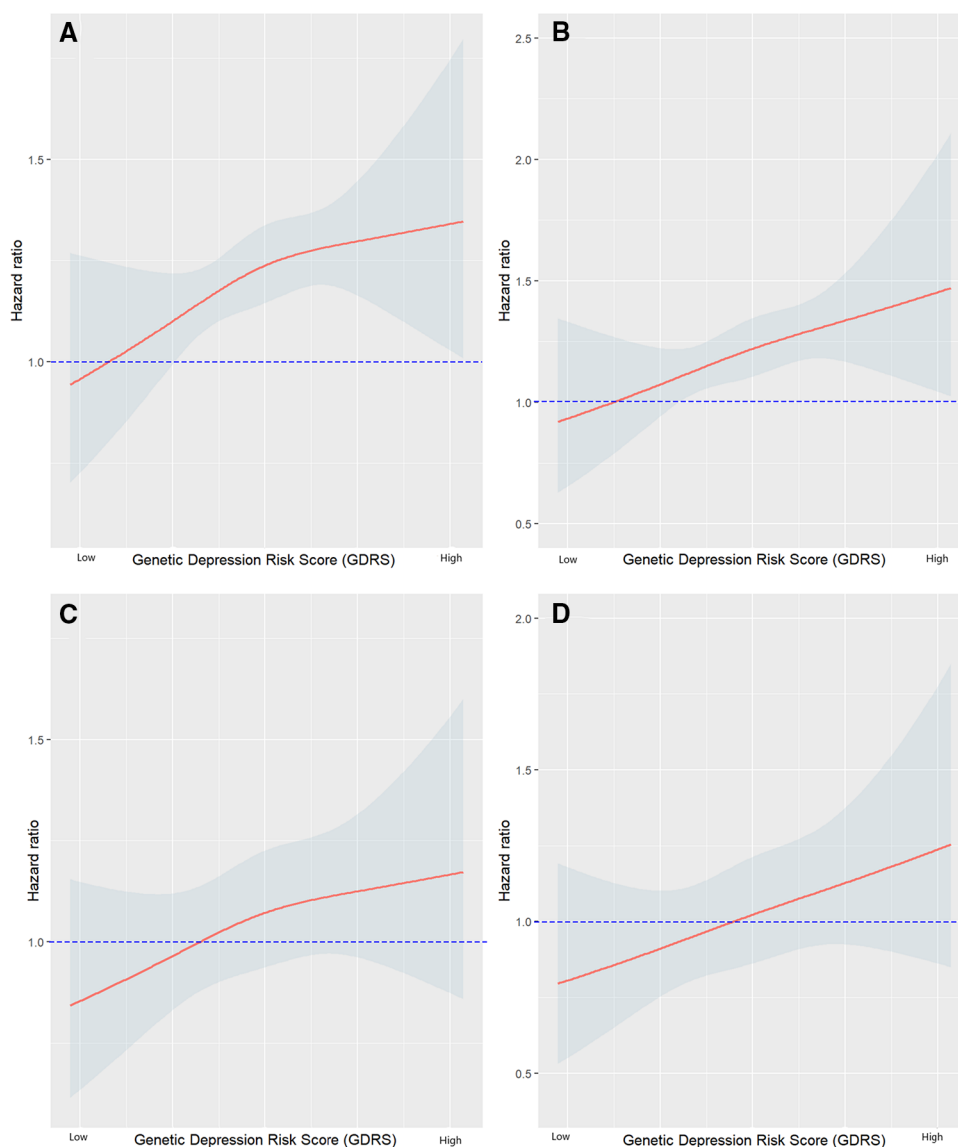 A
1.5
1.0
Hazard ratio
Low
Genetic Depression Risk Score (GDRS)
High
B
2.5
2.0
1.5
1.0
0.5
Hazard ratio
Low
Genetic Depression Risk Score (GDRS)
High
C
1.5
1.0
Hazard ratio
Low
Genetic Depression Risk Score (GDRS)
High
D
2.0
1.5
1.0
0.5
Hazard ratio
Low
Genetic Depression Risk Score (GDRS)
High